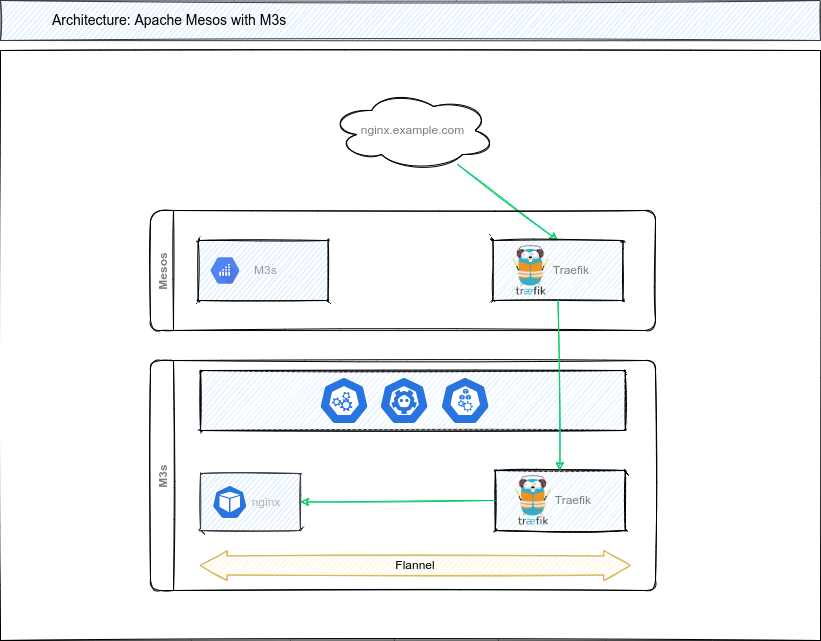 Architecture: Apache Mesos with M3s
nginx.example.com
Mesos
M3s
Traefik
træfik
M3s
nginx
Traefik
træfik
Flannel